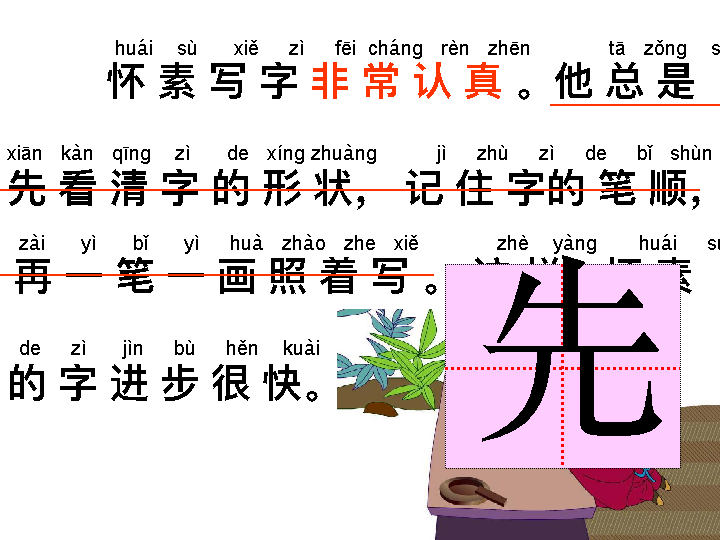 huái sù xiě zì fēi cháng rèn zhēn tā zǒng
怀素写字非常认真。他总是
xiān kàn qīng zì de xíng zhuàng jì zhù zì de bǐ shùn
先看清字的形状，记住字的笔顺，
zài yì bǐ yì huà zhào zhe xiě zhè yàng huái
再一笔一画照着写。这样，怀素
de zì jìn bù hěn kuài
的字进步很快。
先